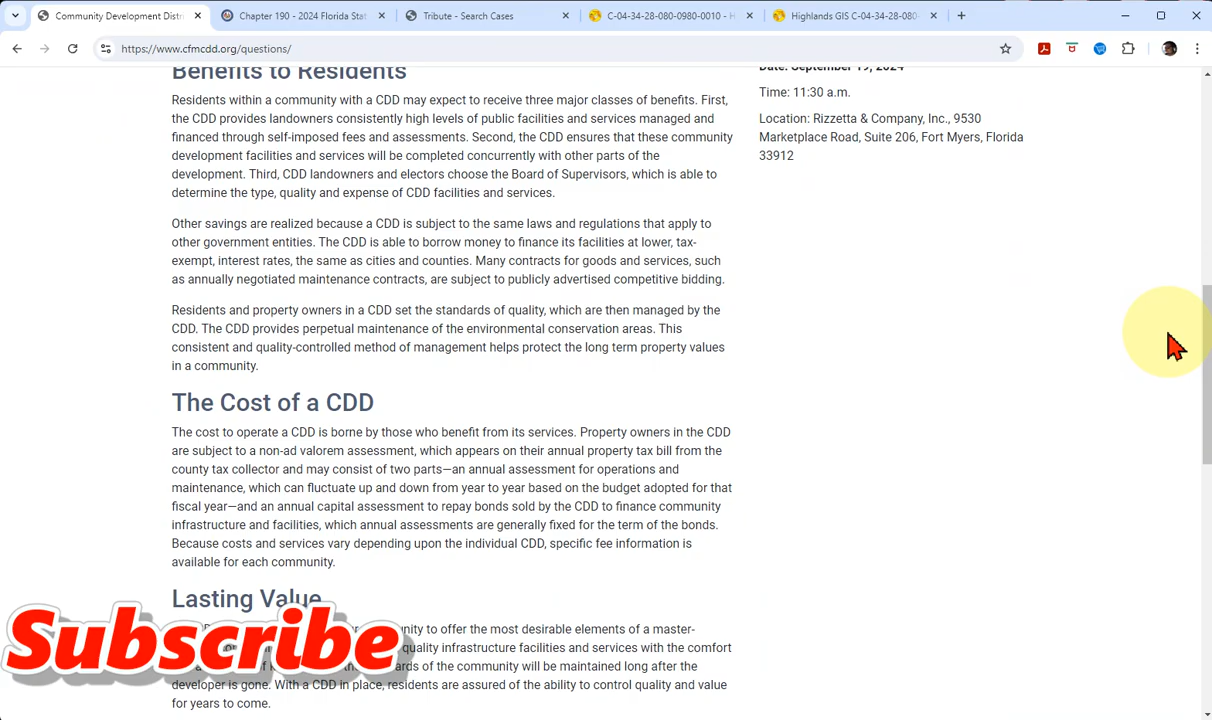 Community Development Distri
Chapter 190 - 2024 Florida Stat
Tribute - Search Cases
C-04-34-28-080-0980-0010 - H
Highlands GIS C-04-34-28-080-
https://www.cfmcdd.org/questions/
Benefits to Residents
Residents within a community with a CDD may expect to receive three major classes of benefits. First,
the CDD provides landowners consistently high levels of public facilities and services managed and
financed through self-imposed fees and assessments. Second, the CDD ensures that these community
development facilities and services will be completed concurrently with other parts of the
development. Third, CDD landowners and electors choose the Board of Supervisors, which is able to
determine the type, quality and expense of CDD facilities and services.
Other savings are realized because a CDD is subject to the same laws and regulations that apply to
other government entities. The CDD is able to borrow money to finance its facilities at lower, tax-
exempt, interest rates, the same as cities and counties. Many contracts for goods and services, such
as annually negotiated maintenance contracts, are subject to publicly advertised competitive bidding.
Residents and property owners in a CDD set the standards of quality, which are then managed by the
CDD. The CDD provides perpetual maintenance of the environmental conservation areas. This
consistent and quality-controlled method of management helps protect the long term property values
in a community.
The Cost of a CDD
The cost to operate a CDD is borne by those who benefit from its services. Property owners in the CDD
are subject to a non-ad valorem assessment, which appears on their annual property tax bill from the
county tax collector and may consist of two parts—an annual assessment for operations and
maintenance, which can fluctuate up and down from year to year based on the budget adopted for that
fiscal year—and an annual capital assessment to repay bonds sold by the CDD to finance community
infrastructure and facilities, which annual assessments are generally fixed for the term of the bonds.
Because costs and services vary depending upon the individual CDD, specific fee information is
available for each community.
Lasting Value
unity to offer the most desirable elements of a master-
quality infrastructure facilities and services with the comfort
ards of the community will be maintained long after the
developer is gone. With a CDD in place, residents are assured of the ability to control quality and value
for years to come.
Date: September 19, 2024
Time: 11:30 a.m.
Location: Rizzetta & Company, Inc., 9530
Marketplace Road, Suite 206, Fort Myers, Florida
33912
Subscribe